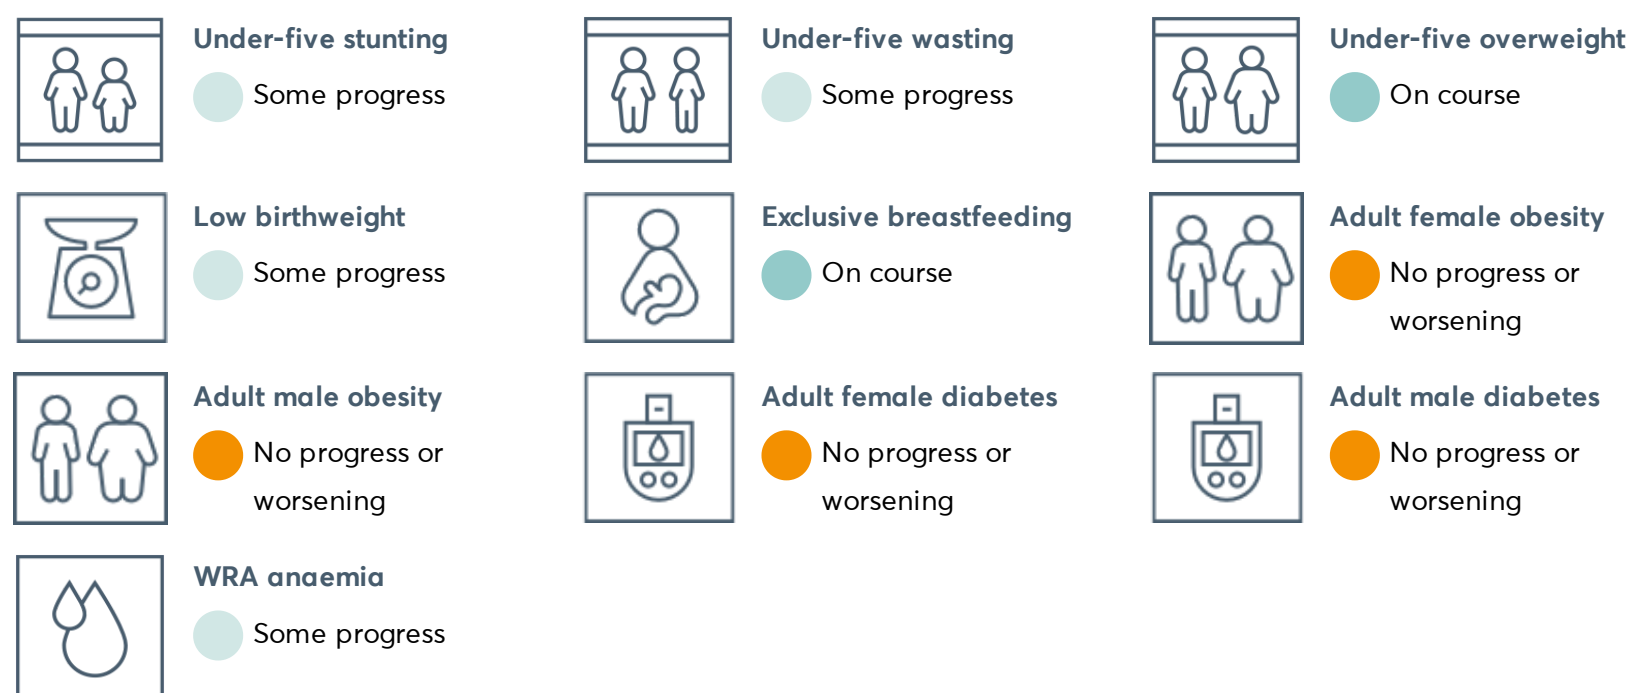 Under-five stunting
Some progress
Under-five wasting
Some progress
Under-five overweight
On course
Low birthweight
Some progress
Exclusive breastfeeding
On course
Adult female obesity
No progress or
worsening
Adult male obesity
No progress or
worsening
Adult female diabetes
No progress or
worsening
Adult male diabetes
No progress or
worsening
WRA anaemia
Some progress